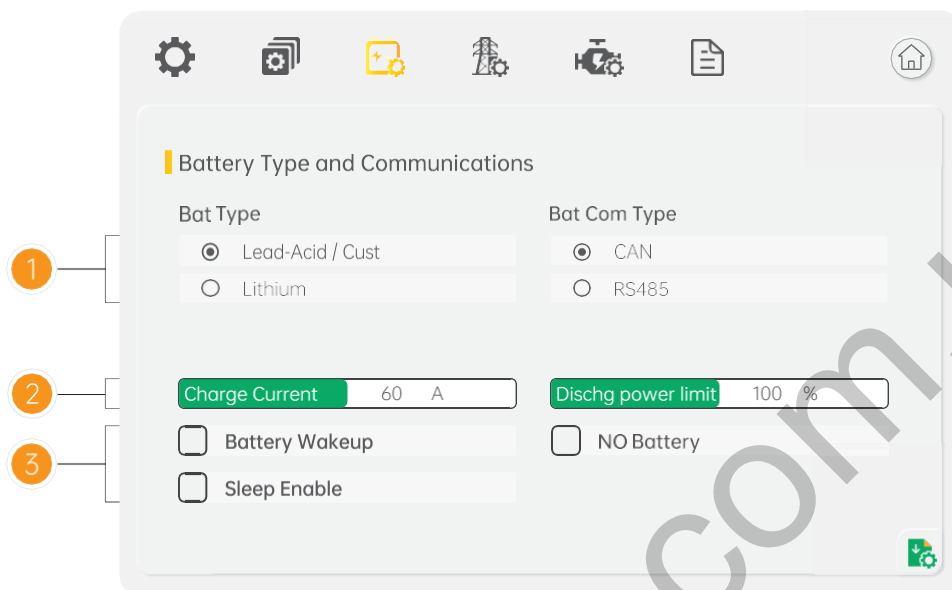 Battery Type and Communications
Bat Type
Bat Com Type
1
Lead-Acid / Cust
CAN
Lithium
RS485
2
Charge Current 60 A
Dischg power limit 100 %
3
Battery Wakeup
NO Battery
Sleep Enable
com